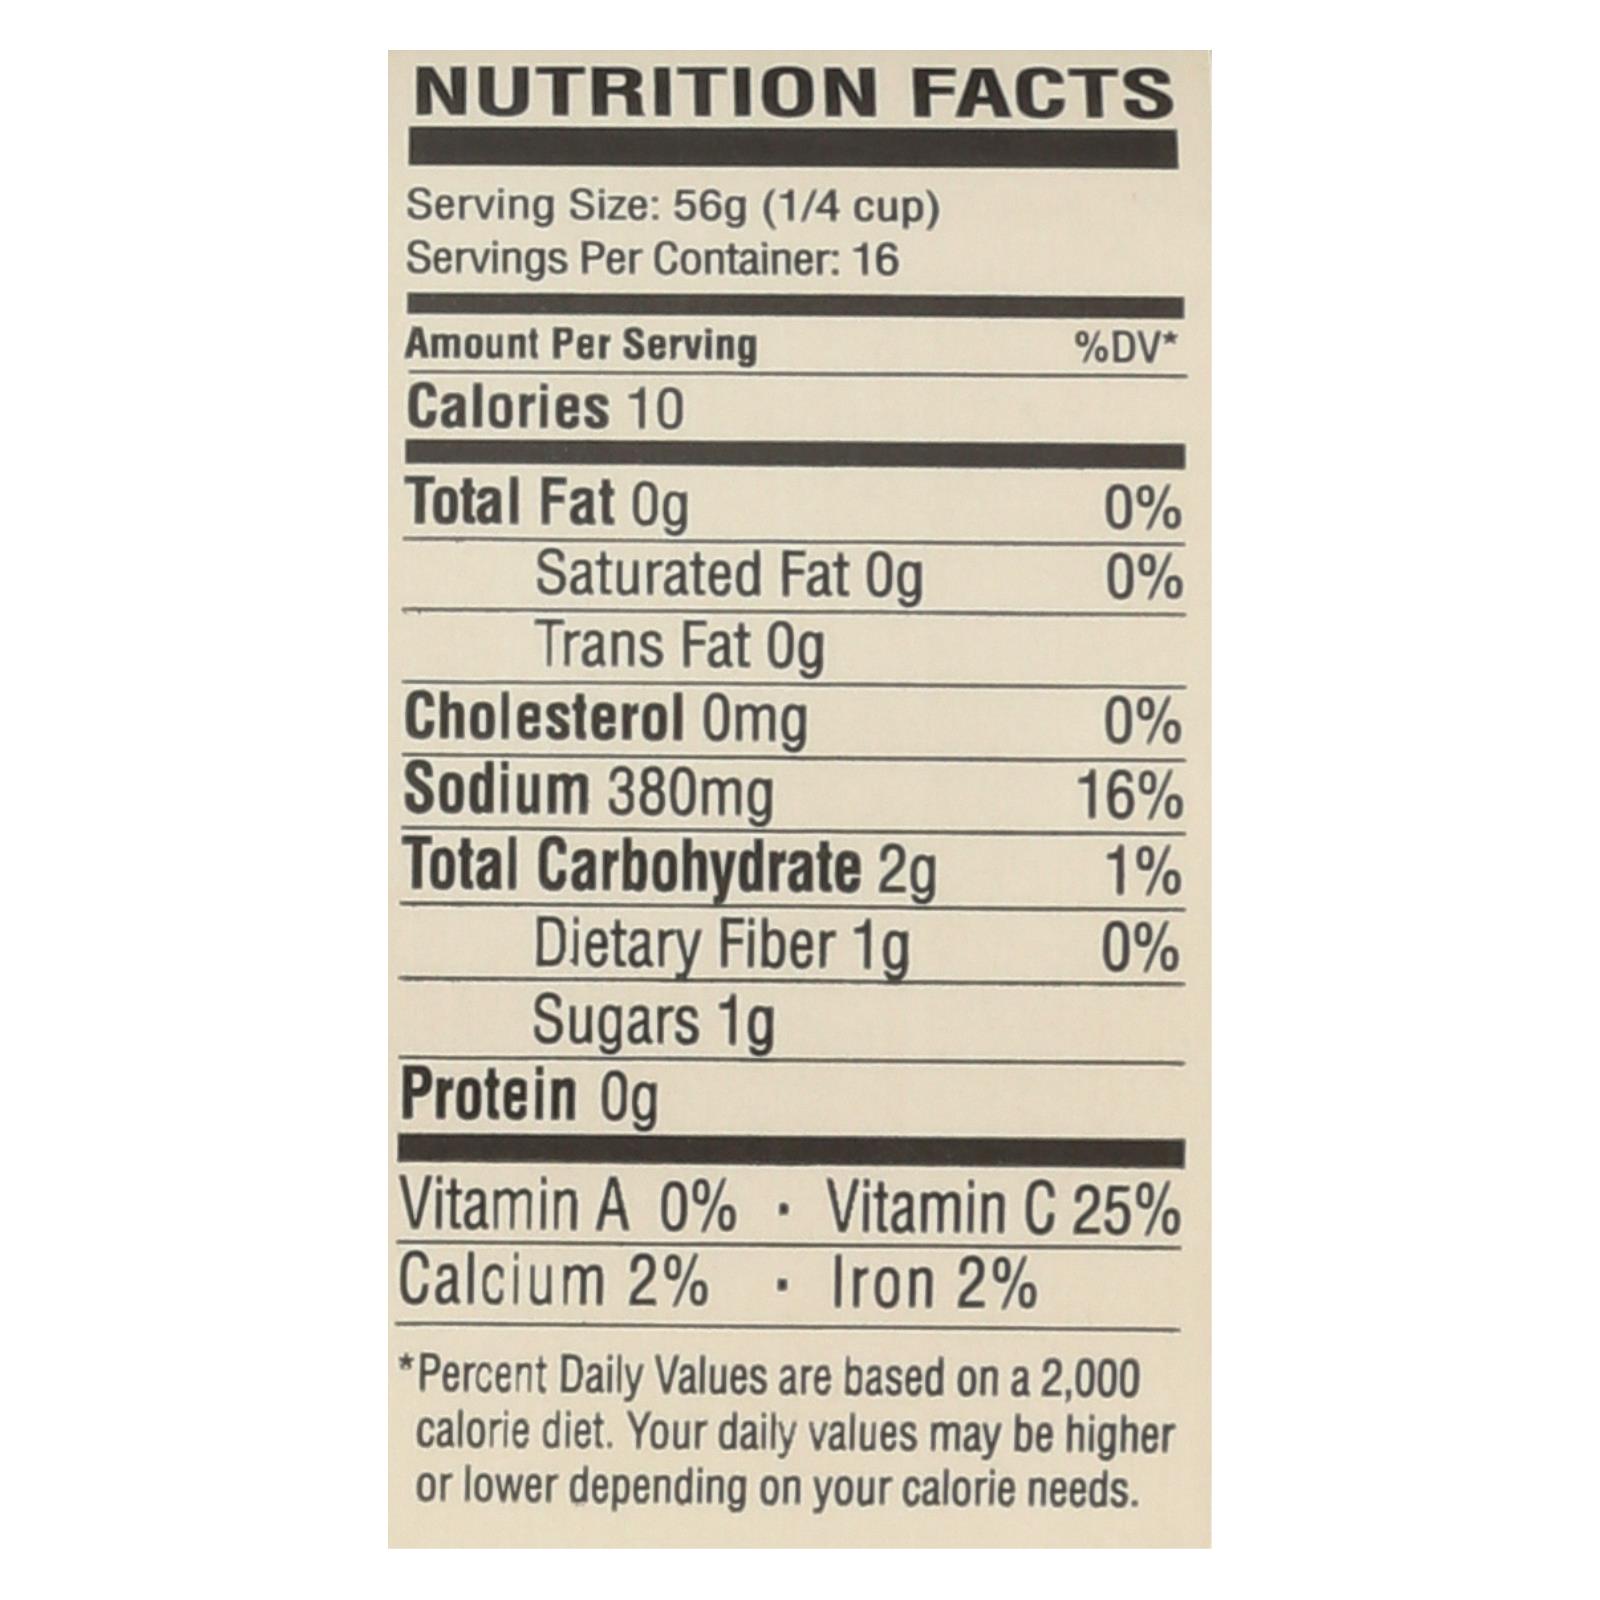 NUTRITION FACTS
Serving Size: 56g (1/4 cup)
Servings Per Container: 16
Amount Per Serving %DV*
Calories 10
Total Fat 0g 0%
Saturated Fat 0g 0%
Trans Fat 0g
Cholesterol 0mg 0%
Sodium 380mg 16%
Total Carbohydrate 2g 1%
Dietary Fiber 1g 0%
Sugars 1g
Protein 0g
Vitamin A 0% · Vitamin C 25%
Calcium 2% · Iron 2%
*Percent Daily Values are based on a 2,000
calorie diet. Your daily values may be higher
or lower depending on your calorie needs.